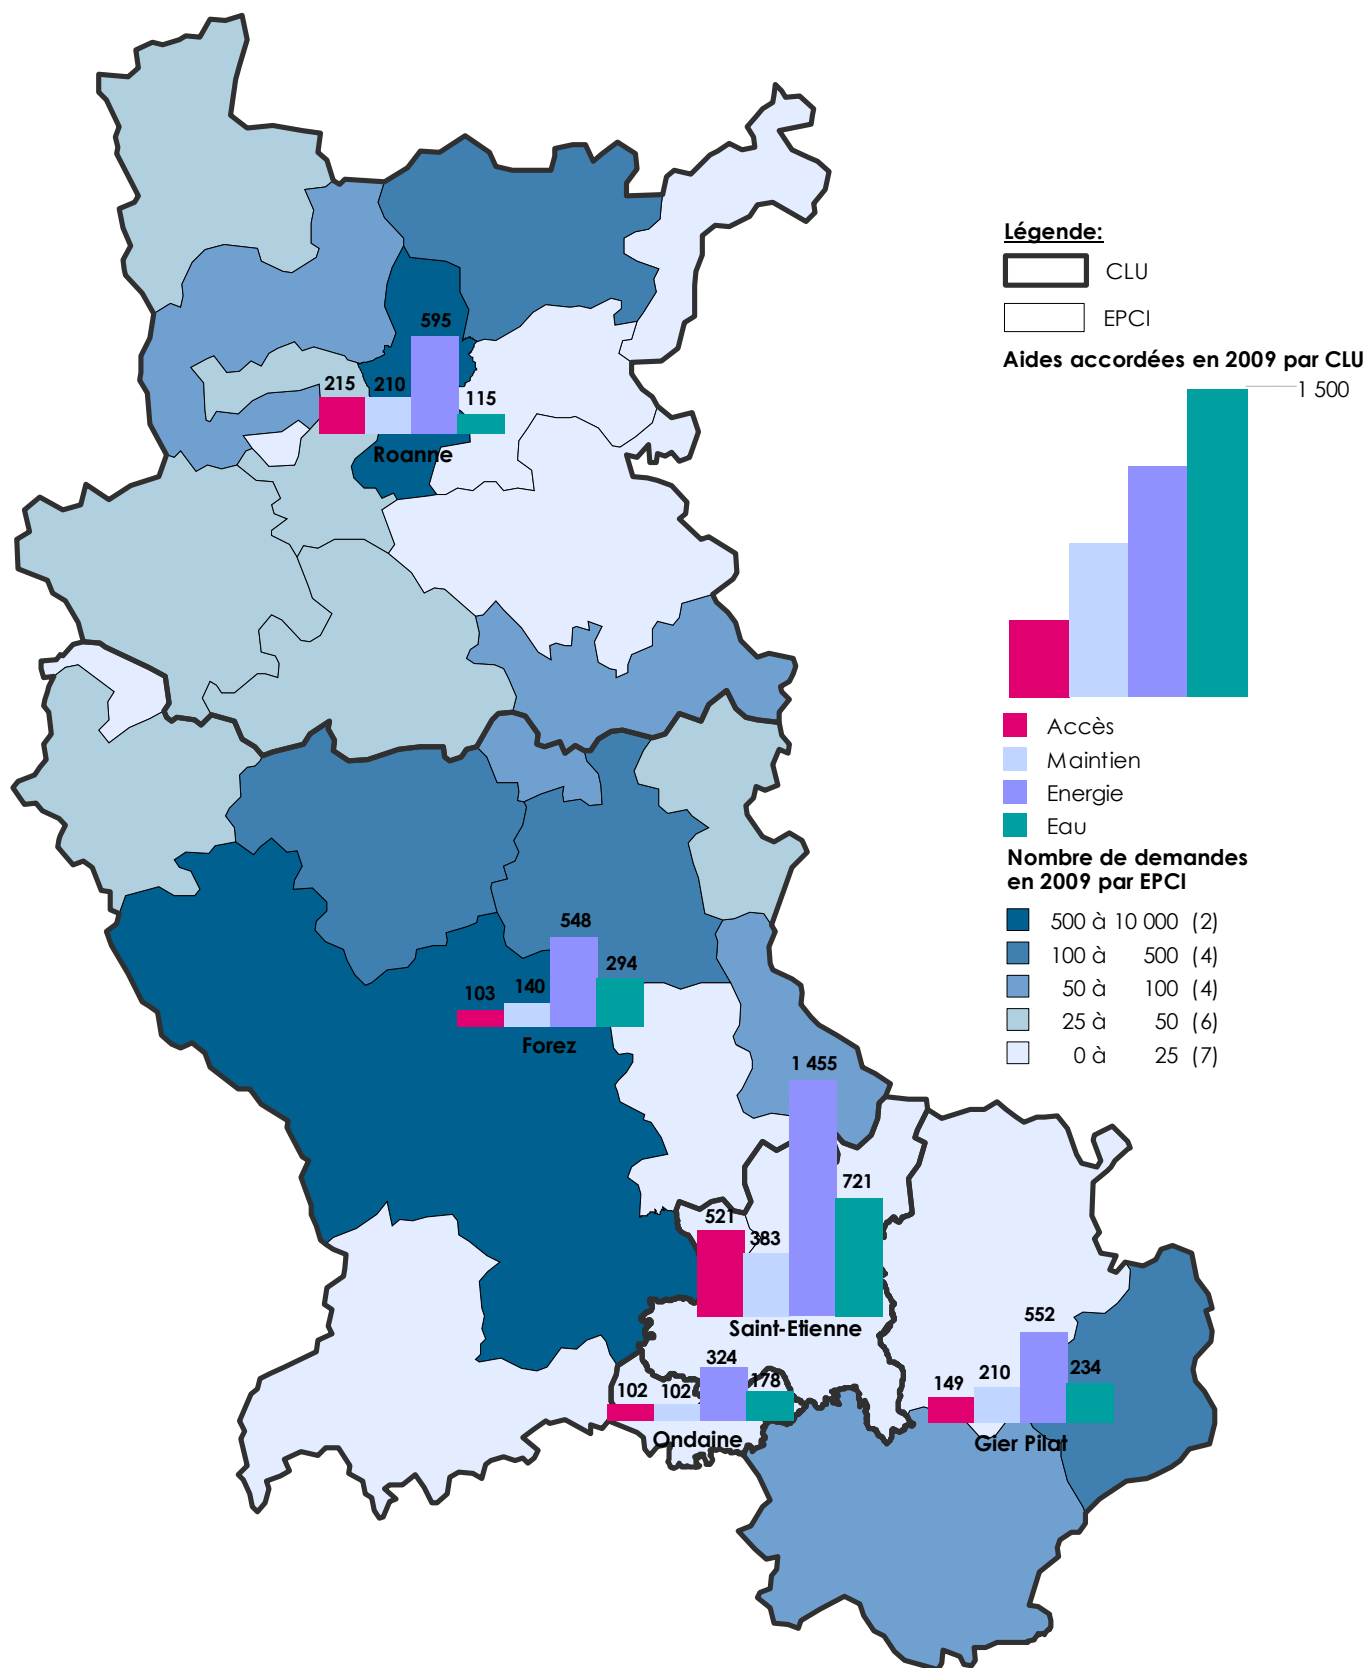 Légende:
CLU
EPCI
Aides accordées en 2009 par CLU
1 500
Accès
Maintien
Energie
Eau
Nombre de demandes
en 2009 par EPCI
500 à 10 000 (2)
100 à 500 (4)
50 à 100 (4)
25 à 50 (6)
0 à 25 (7)
595
215 210 115
Roanne
548
294
103 140
Forez
1 455
721
521 383
Saint-Etienne
324
102 102 178
Ondaine
552
149 210 234
Gier Pilat